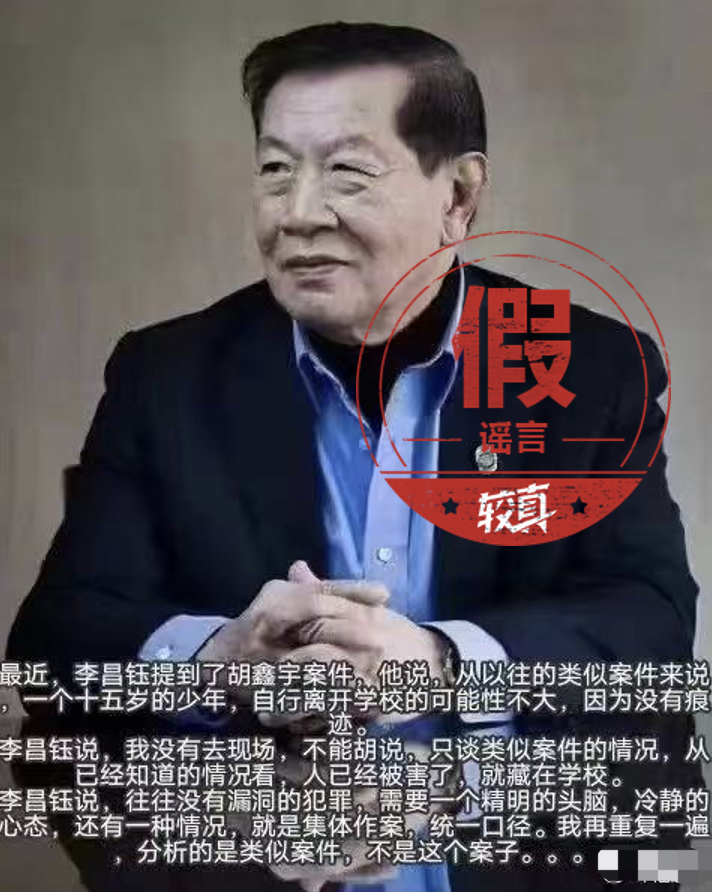 假
谣言
较真
最近，李昌钰提到了胡鑫宇案件，他说，从以往的类似案件来说
，一个十五岁的少年，自行离开学校的可能性不大，因为没有痕
迹。
李昌钰说，我没有去现场，不能胡说，只谈类似案件的情况，从
已经知道的情况看，人已经被害了，就藏在学校。
李昌钰说，往往没有漏洞的犯罪，需要一个精明的头脑，冷静的
心态，还有一种情况，就是集体作案，统一口径。我再重复一遍
，分析的是类似案件，不是这个案子。。。